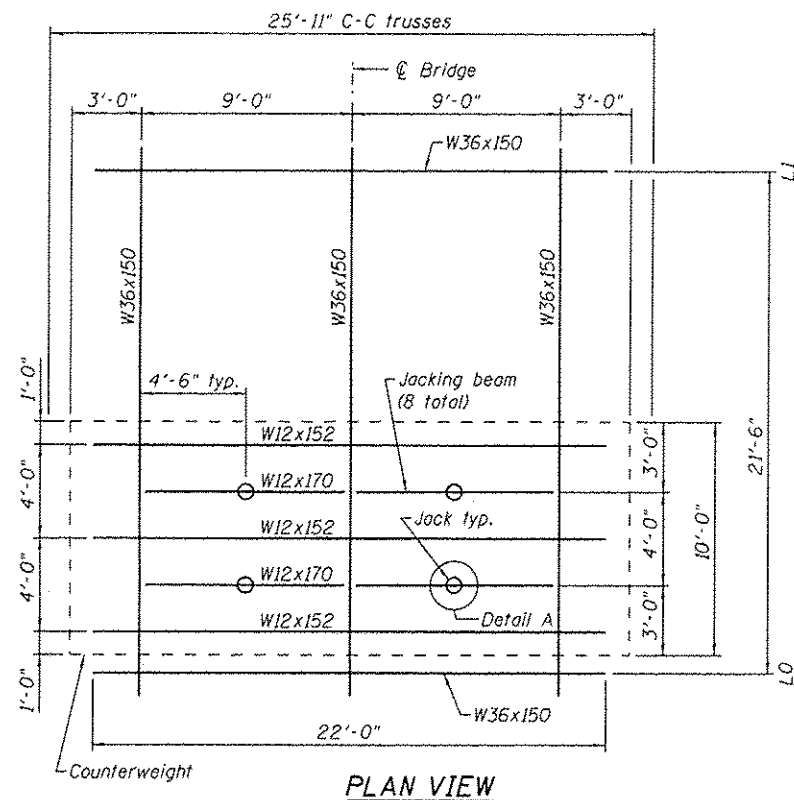 25'-11" C-C trusses
℄ Bridge
3'-0"
9'-0"
9'-0"
3'-0"
W36x150
L1
W36x150
W36x150
W36x150
4'-6" typ.
Jacking beam
(8 total)
1'-0"
W12x152
3'-0"
21'-6"
4'-0"
W12x170
Jack typ.
W12x152
4'-0"
10'-0"
4'-0"
W12x170
Detail A
W12x152
3'-0"
1'-0"
L0
W36x150
22'-0"
Counterweight
PLAN VIEW